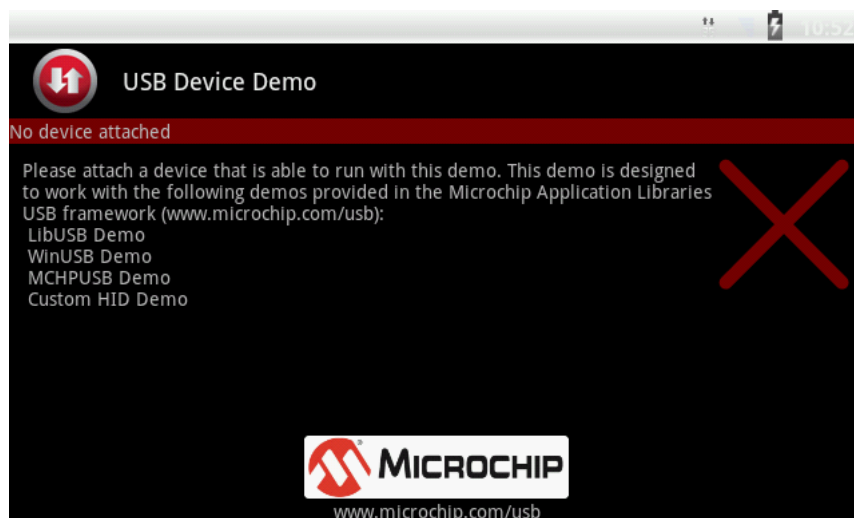 10:52
USB Device Demo
No device attached
Please attach a device that is able to run with this demo. This demo is designed
to work with the following demos provided in the Microchip Application Libraries
USB framework (www.microchip.com/usb):
LibUSB Demo
WinUSB Demo
MCHPUSB Demo
Custom HID Demo
MICROCHIP
www.microchip.com/usb